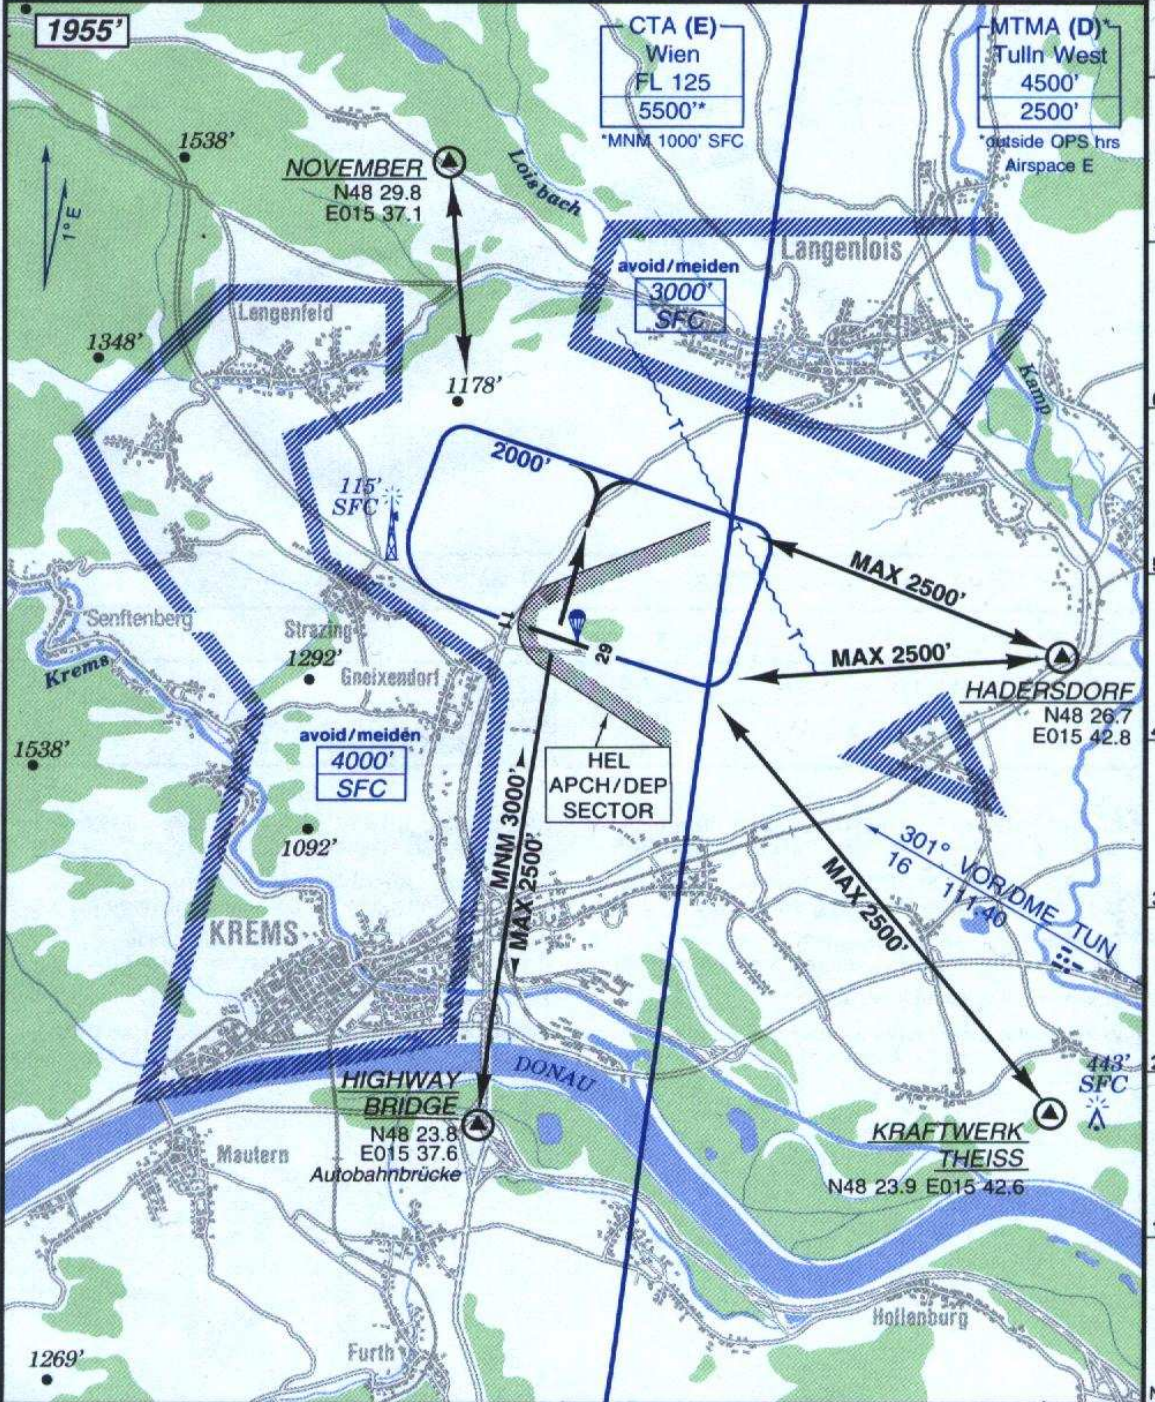 1955'
CTA (E)
Wien
FL 125
5500'*
*MNM 1000' SFC
MTMA (D)*
Tulln West
4500'
2500'
*outside OPS hrs
Airspace E
1538'
NOVEMBER
N48 29.8
E015 37.1
Loisbach
1°E
Langenlois
avoid/meiden
3000'
SFC
Lengenfeld
1348'
1178'
Kamp
2000'
115'
SFC
MAX 2500'
11
29
Senftenberg
Strazing
1292'
Krems
Gneixendorf
MAX 2500'
HADERSDORF
N48 26.7
E015 42.8
avoid/meiden
4000'
SFC
1538'
HEL
APCH/DEP
SECTOR
MNM 3000'
MAX 2500'
1092'
301° VOR/DME TUN
16 111.40
MAX 2500'
KREMS
DONAU
443'
SFC
HIGHWAY
BRIDGE
N48 23.8
E015 37.6
Autobahnbrücke
Mautern
KRAFTWERK
THEISS
N48 23.9 E015 42.6
Hollenburg
Furth
1269'